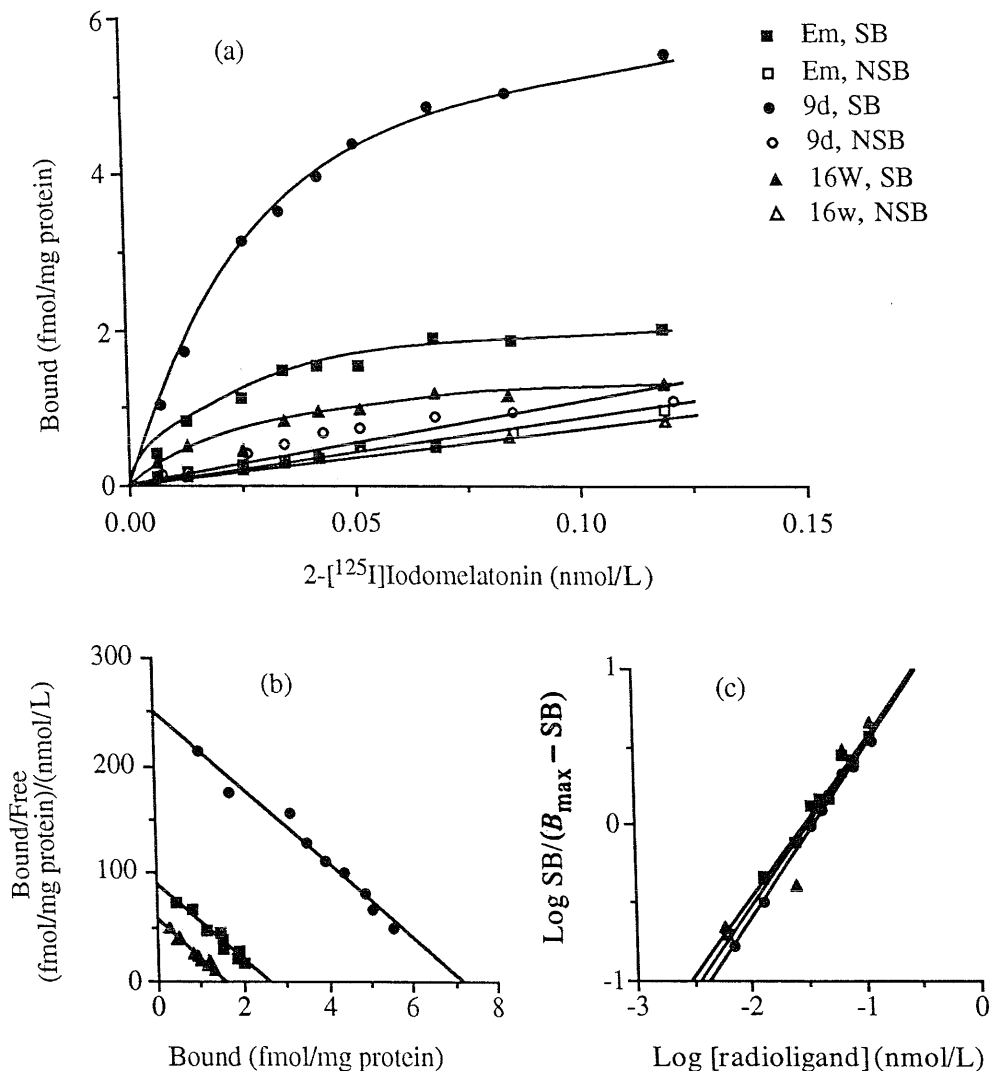 (a)
6
4
2
0
Bound (fmol/mg protein)
0.00 0.05 0.10 0.15
2-[¹²⁵I]Iodomelatonin (nmol/L)
Em, SB
Em, NSB
9d, SB
9d, NSB
16W, SB
16w, NSB
(b)
300
200
100
0
Bound/Free
(fmol/mg protein)/(nmol/L)
0 2 4 6 8
Bound (fmol/mg protein)
(c)
1
0
-1
Log SB/(Bmax – SB)
-3 -2 -1 0
Log [radioligand] (nmol/L)